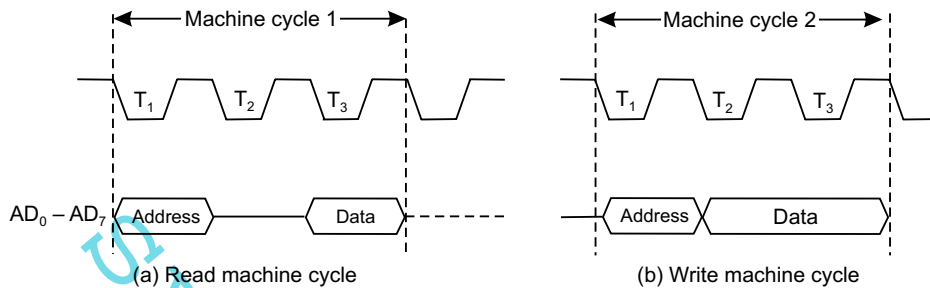 Machine cycle 1
Machine cycle 2
T₁ T₂ T₃
T₁ T₂ T₃
AD₀ – AD₇ Address Data
Address Data
(a) Read machine cycle
(b) Write machine cycle